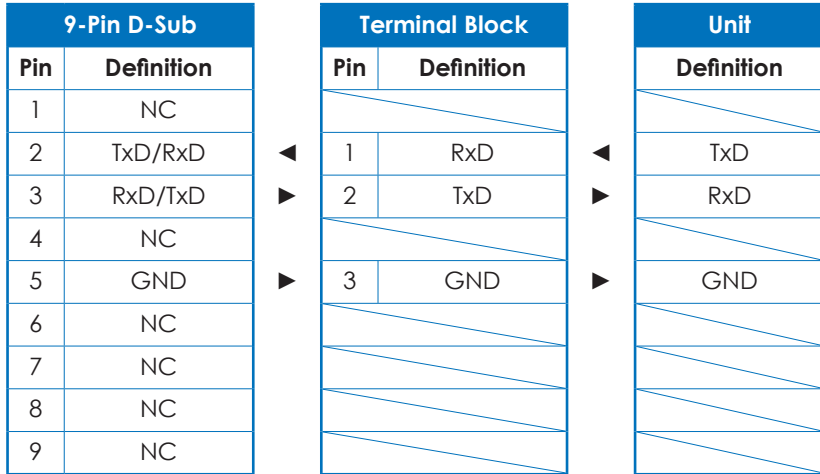 9-Pin D-Sub Terminal Block Unit
Pin Definition Pin Definition Definition
1 NC
2 TxD/RxD ◄ 1 RxD ◄ TxD
3 RxD/TxD ► 2 TxD ► RxD
4 NC
5 GND ► 3 GND ► GND
6 NC
7 NC
8 NC
9 NC